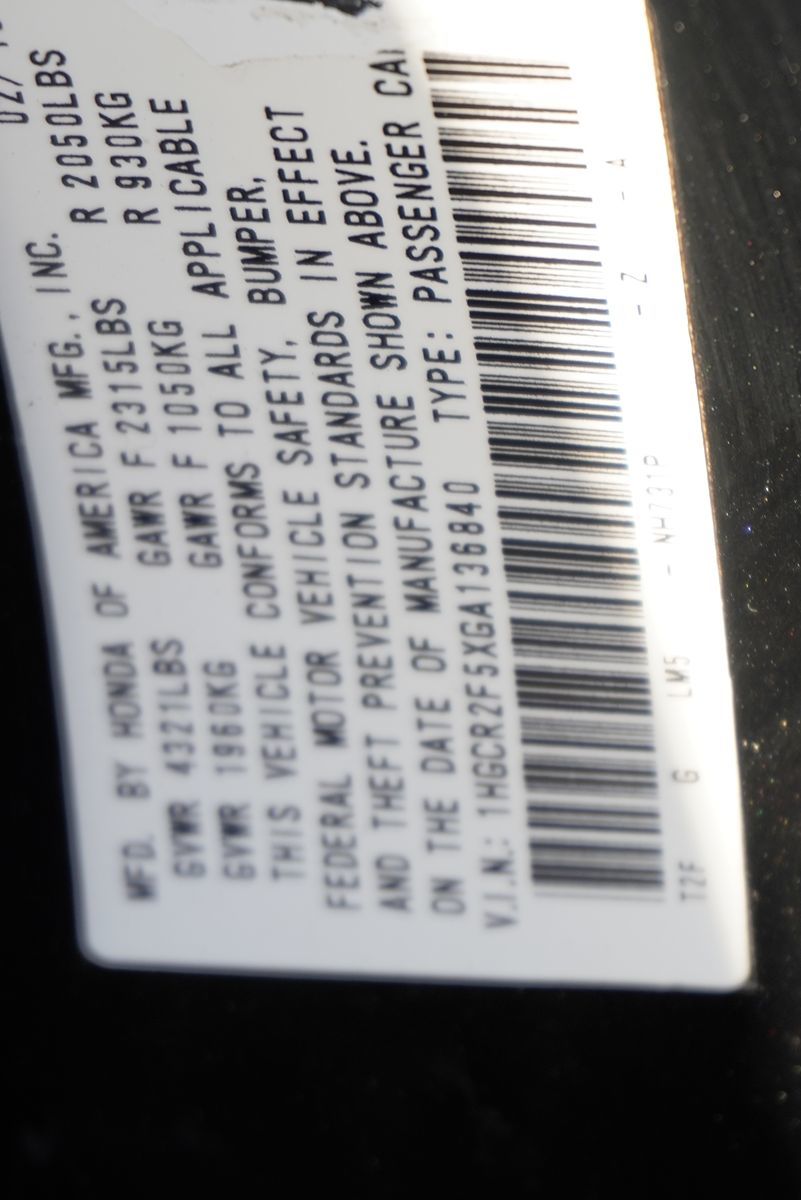 MFD. BY HONDA OF AMERICA MFG., INC.
GVWR 4321LBS GAWR F 2315LBS R 2050LBS
GVWR 1960KG GAWR F 1050KG R 930KG
THIS VEHICLE CONFORMS TO ALL APPLICABLE
FEDERAL MOTOR VEHICLE SAFETY, BUMPER,
AND THEFT PREVENTION STANDARDS IN EFFECT
ON THE DATE OF MANUFACTURE SHOWN ABOVE.
V.I.N.: 1HGCR2F5XGA136840 TYPE: PASSENGER
T2F G LM5 - NH731P - Z - A